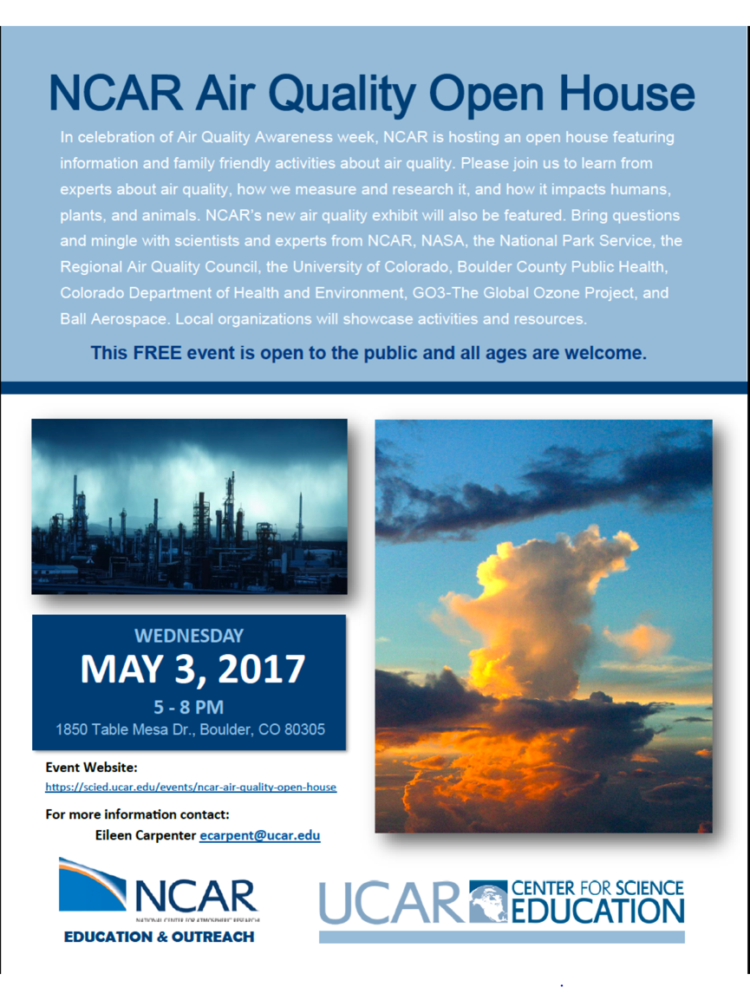 NCAR Air Quality Open House
In celebration of Air Quality Awareness week, NCAR is hosting an open house featuring
information and family friendly activities about air quality. Please join us to learn from
experts about air quality, how we measure and research it, and how it impacts humans,
plants, and animals. NCAR's new air quality exhibit will also be featured. Bring questions
and mingle with scientists and experts from NCAR, NASA, the National Park Service, the
Regional Air Quality Council, the University of Colorado, Boulder County Public Health,
Colorado Department of Health and Environment, GO3-The Global Ozone Project, and
Ball Aerospace. Local organizations will showcase activities and resources.
This FREE event is open to the public and all ages are welcome.
WEDNESDAY
MAY 3, 2017
5 - 8 PM
1850 Table Mesa Dr., Boulder, CO 80305
Event Website:
https://scied.ucar.edu/events/ncar-air-quality-open-house
For more information contact:
Eileen Carpenter ecarpent@ucar.edu
NCAR
NATIONAL CENTER FOR ATMOSPHERIC RESEARCH
EDUCATION & OUTREACH
UCAR
CENTER FOR SCIENCE
EDUCATION